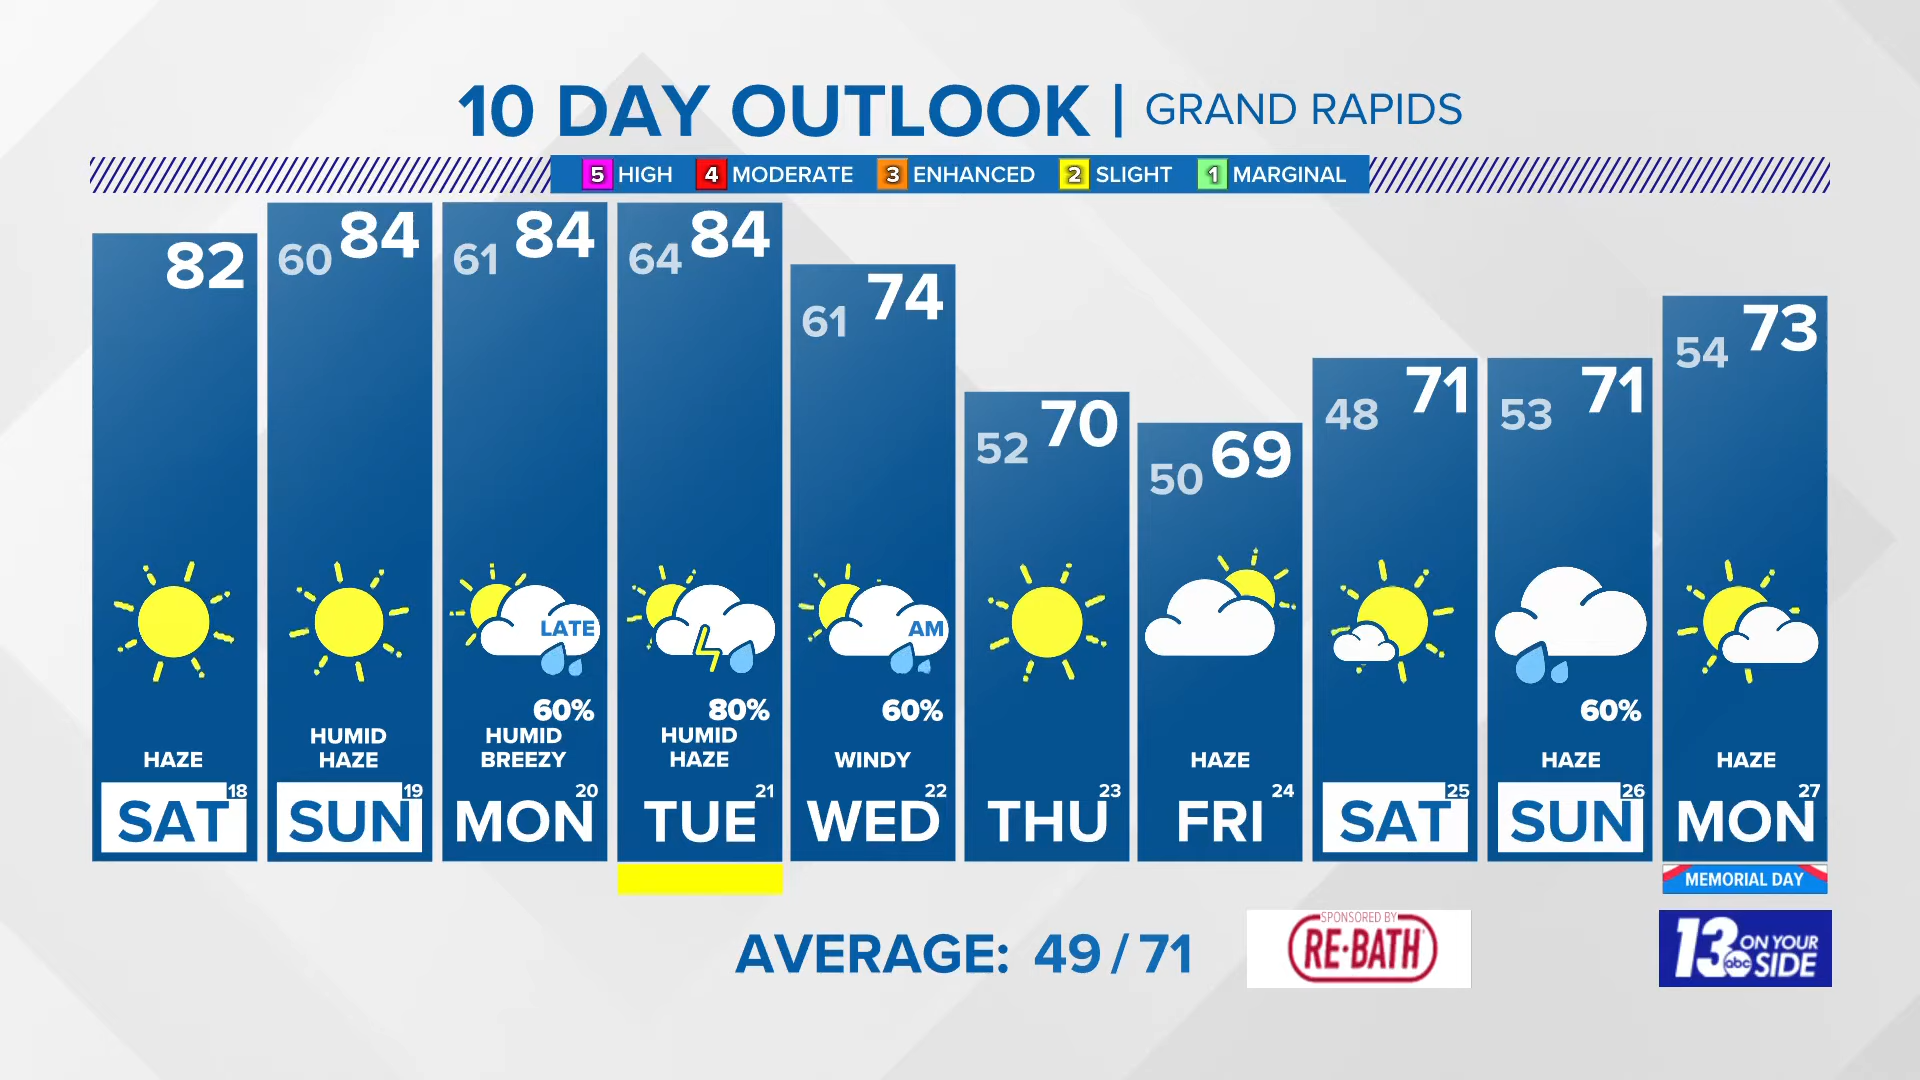 10 DAY OUTLOOK | GRAND RAPIDS
5 HIGH 4 MODERATE 3 ENHANCED 2 SLIGHT 1 MARGINAL
82
HAZE
SAT 18
60 84
HUMID
HAZE
SUN 19
61 84
LATE
60%
HUMID
BREEZY
MON 20
64 84
80%
HUMID
HAZE
TUE 21
61 74
AM
60%
WINDY
WED 22
52 70
THU 23
50 69
HAZE
FRI 24
48 71
SAT 25
53 71
60%
HAZE
SUN 26
54 73
HAZE
MON 27
MEMORIAL DAY
AVERAGE: 49 / 71
SPONSORED BY
RE·BATH
13 abc ON YOUR
SIDE